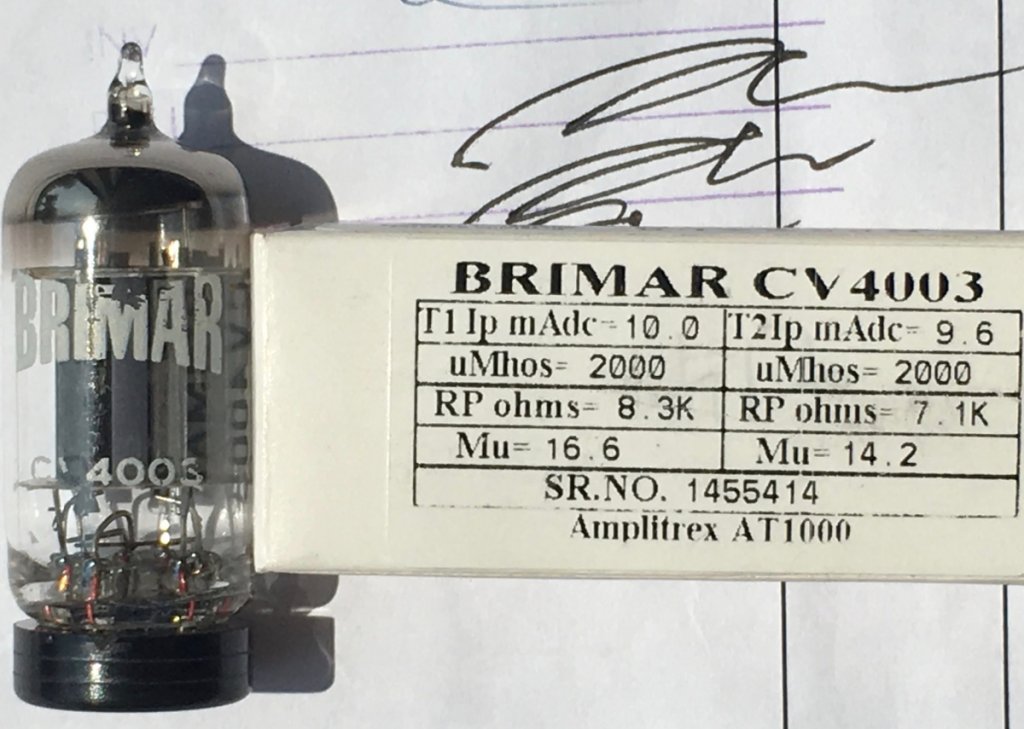 BRIMAR
CV4003
BRIMAR CV4003
T1 Ip mAdc= 10.0 T2Ip mAdc= 9.6
uMhos= 2000 uMhos= 2000
RP ohms= 8.3K RP ohms= 7.1K
Mu= 16.6 Mu= 14.2
SR.NO. 1455414
Amplitrex AT1000